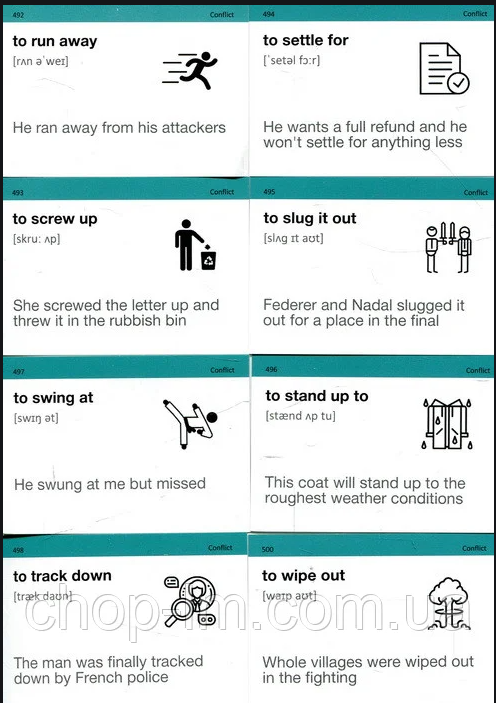 492 Conflict
to run away
[rʌn əˈweɪ]
He ran away from his attackers
494 Conflict
to settle for
[ˈsetəl fɔːr]
He wants a full refund and he
won't settle for anything less
493 Conflict
to screw up
[skruː ʌp]
She screwed the letter up and
threw it in the rubbish bin
495 Conflict
to slug it out
[slʌg ɪt aʊt]
Federer and Nadal slugged it
out for a place in the final
497 Conflict
to swing at
[swɪŋ ət]
He swung at me but missed
496 Conflict
to stand up to
[stænd ʌp tu]
This coat will stand up to the
roughest weather conditions
498 Conflict
to track down
[træk daʊn]
The man was finally tracked
down by French police
500 Conflict
to wipe out
[waɪp aʊt]
Whole villages were wiped out
in the fighting
chop-lm.com.ua